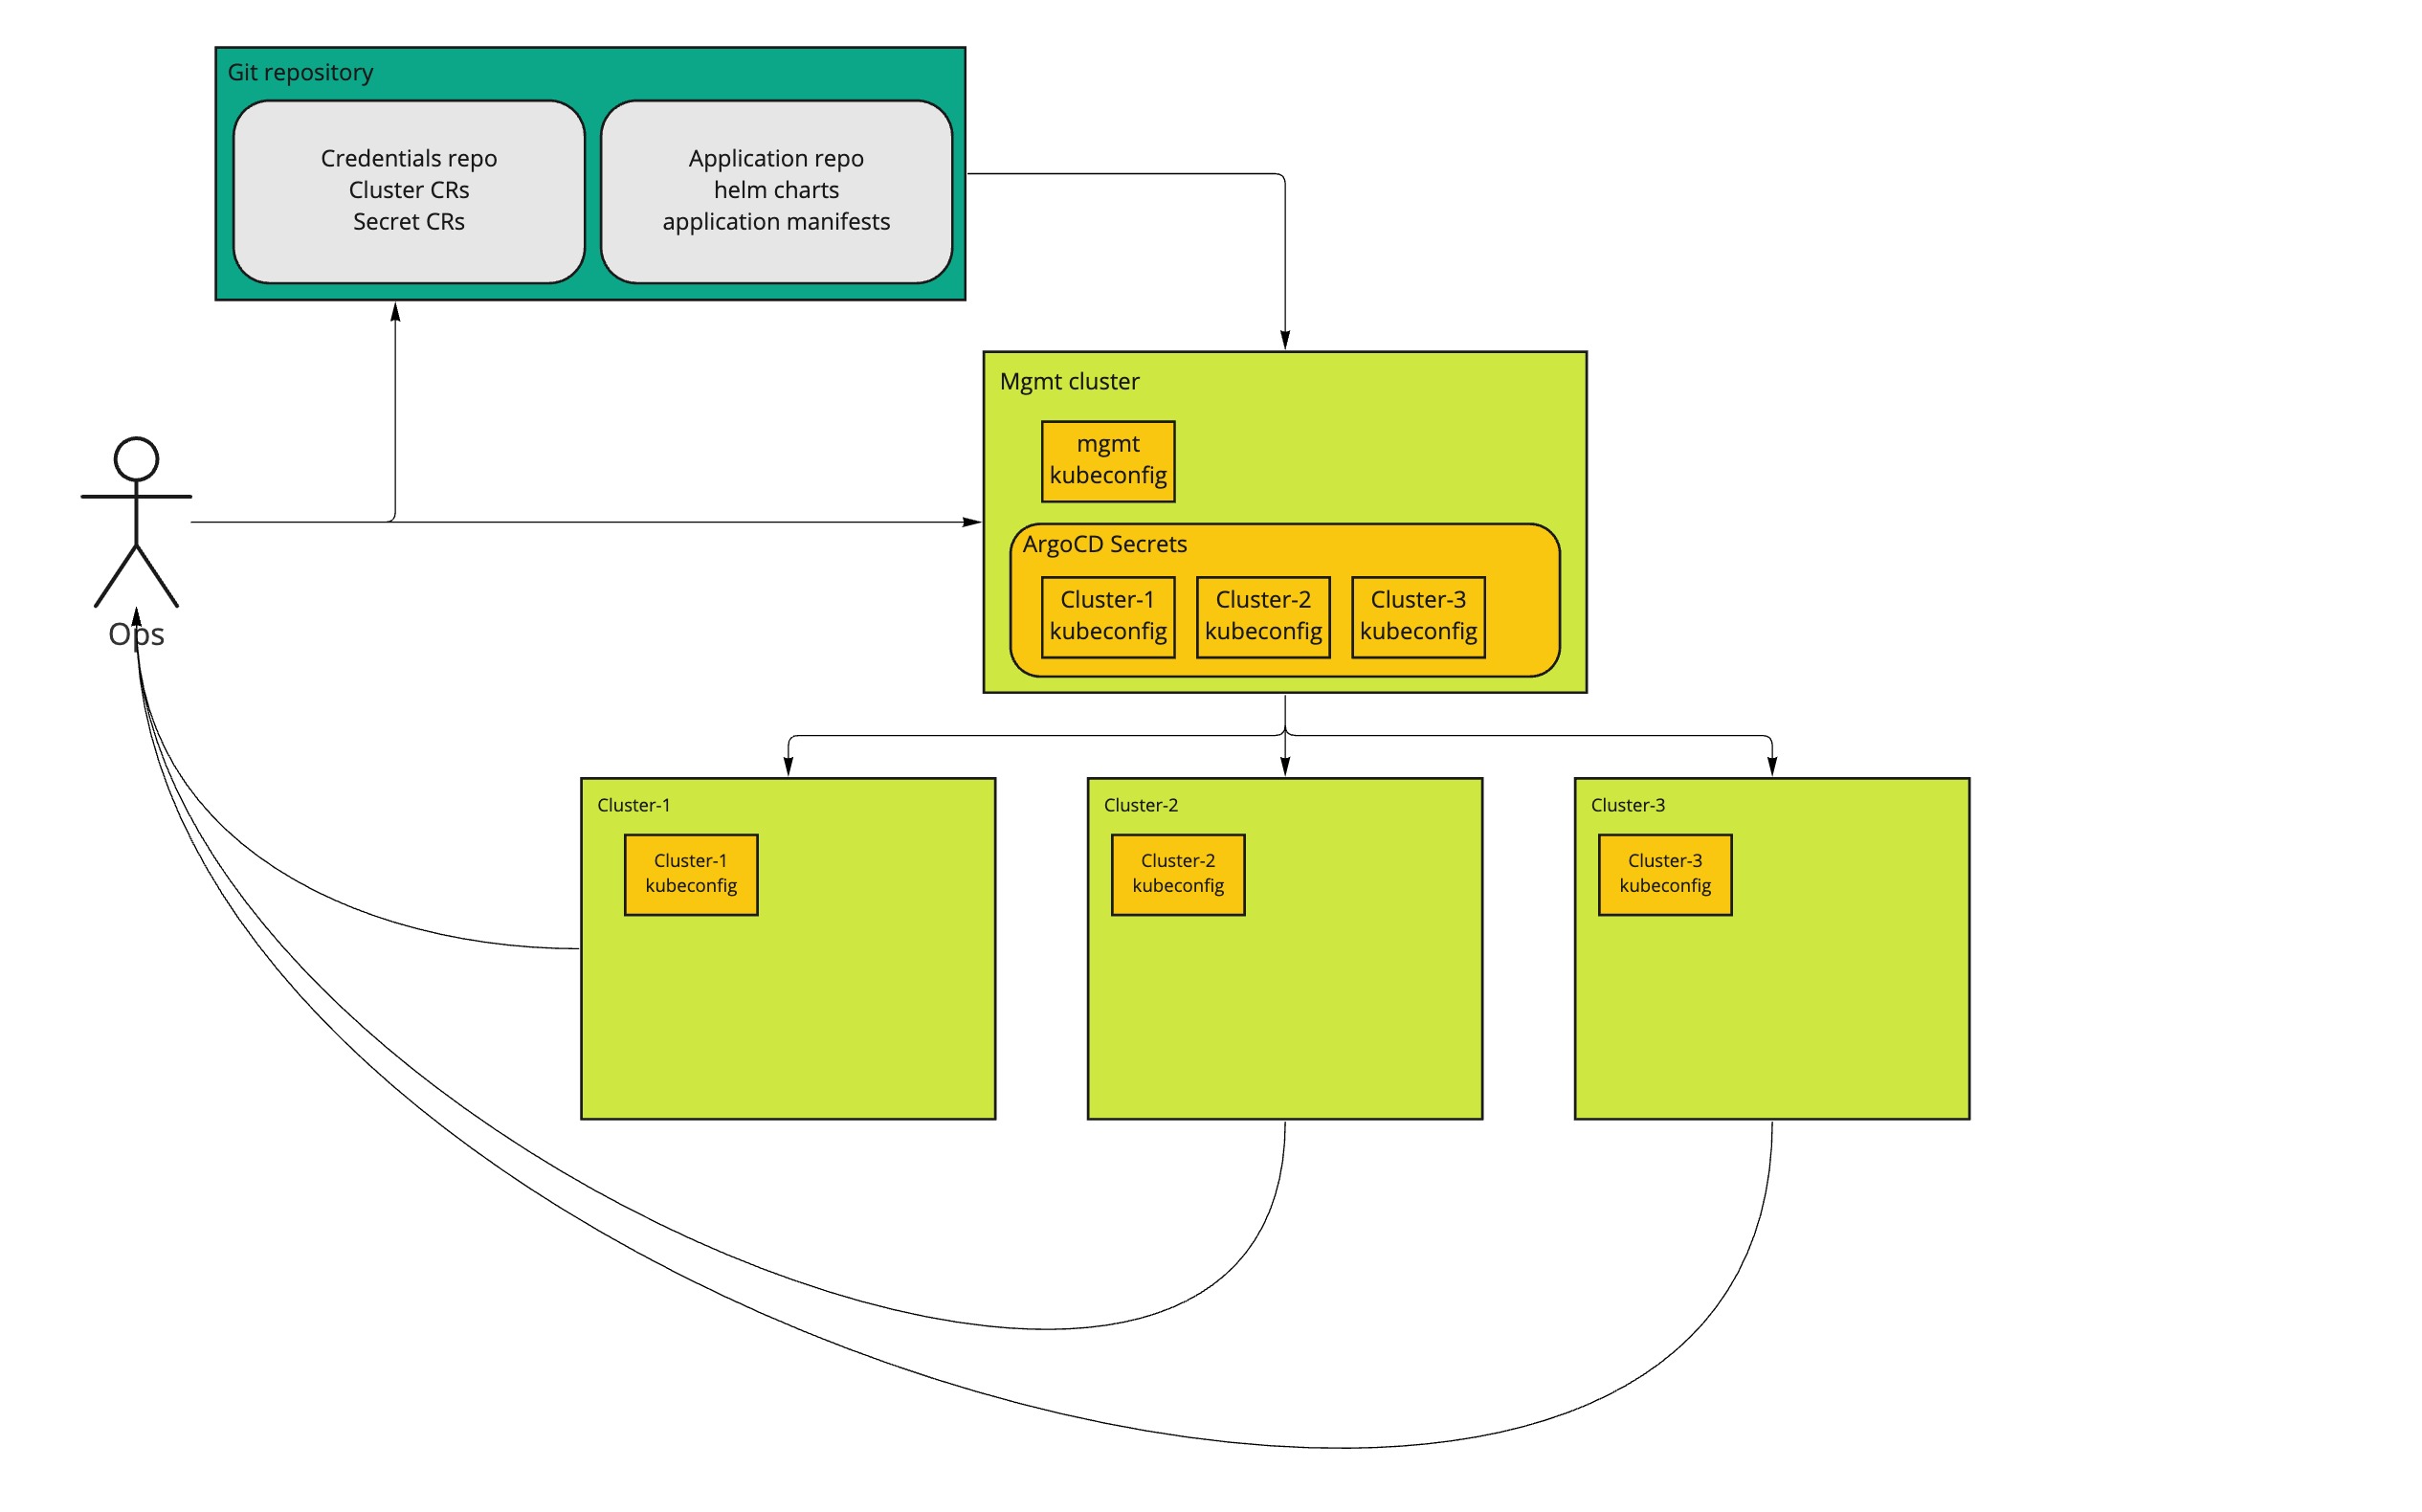 Git repository
Credentials repo
Cluster CRs
Secret CRs
Application repo
helm charts
application manifests
Mgmt cluster
mgmt
kubeconfig
Ops
ArgoCD Secrets
Cluster-1
kubeconfig
Cluster-2
kubeconfig
Cluster-3
kubeconfig
Cluster-1
Cluster-1
kubeconfig
Cluster-2
Cluster-2
kubeconfig
Cluster-3
Cluster-3
kubeconfig